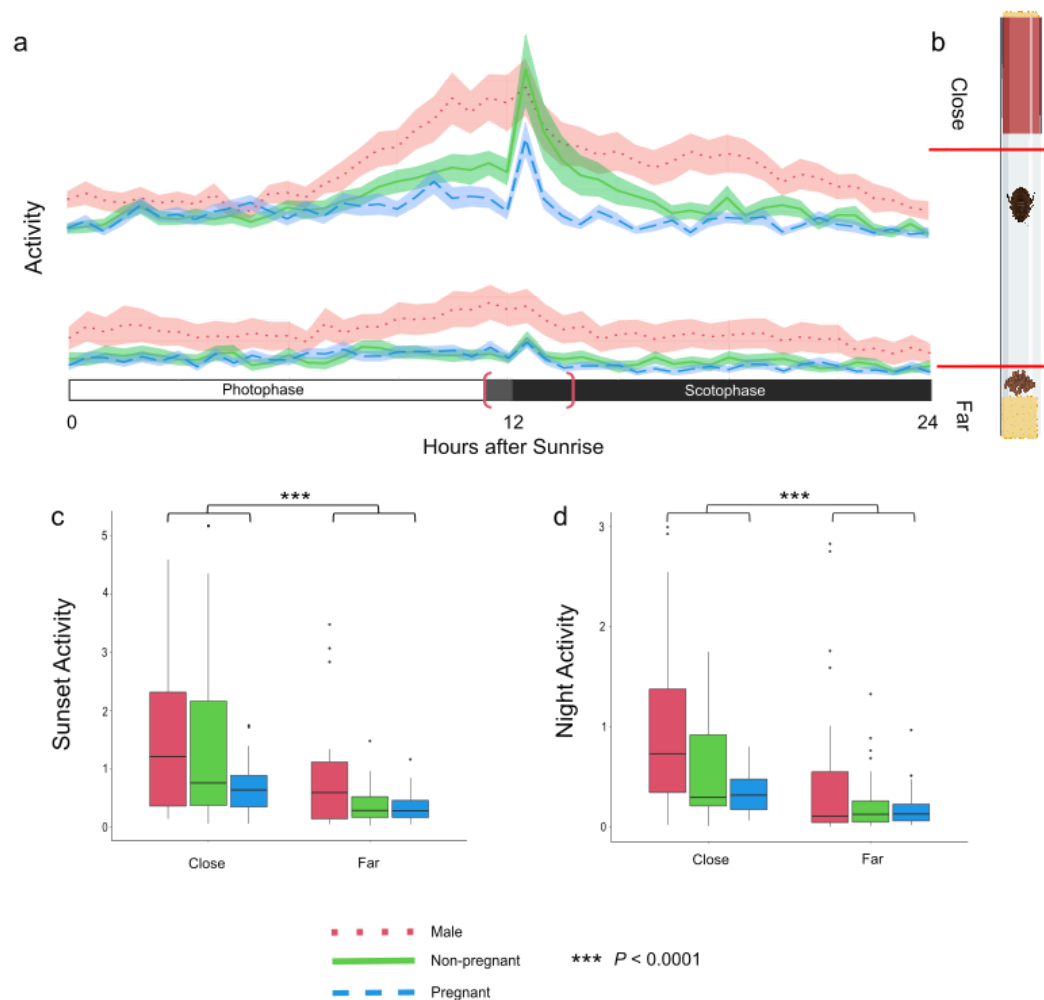 a
b
Close
Activity
Photophase
Scotophase
Far
0
12
24
Hours after Sunrise
c
***
d
***
5
4
3
2
1
0
Sunset Activity
3
2
1
0
Night Activity
Close
Far
Close
Far
Male
Non-pregnant
*** P < 0.0001
Pregnant